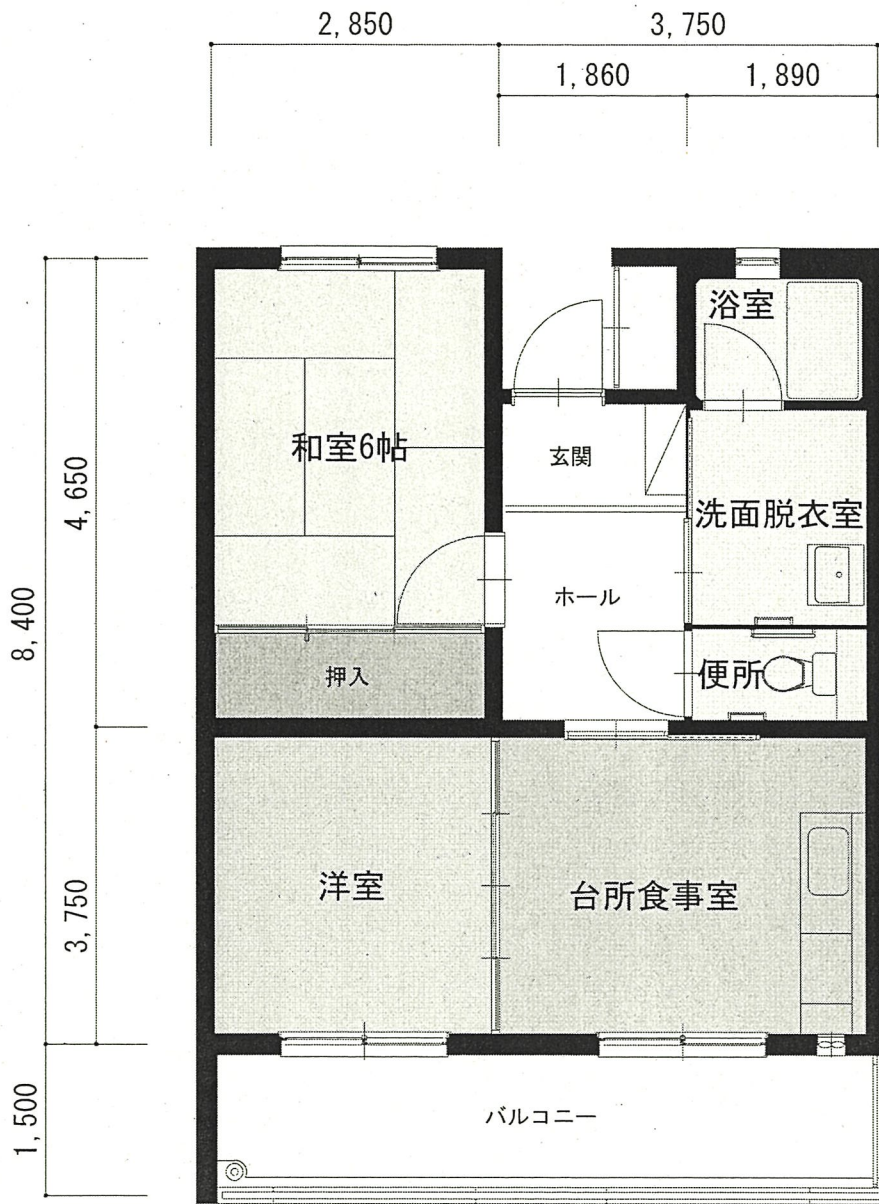 2,850
3,750
1,860
1,890
浴室
和室6帖
玄関
4,650
洗面脱衣室
8,400
ホール
押入
便所
洋室
台所食事室
3,750
1,500
バルコニー